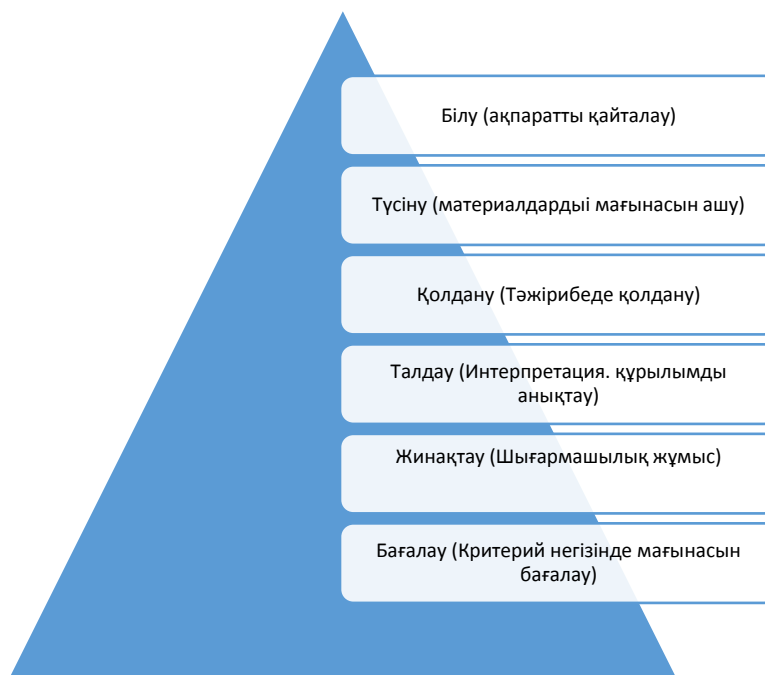 Білу (ақпаратты қайталау)
Түсіну (материалдардыі мағынасын ашу)
Қолдану (Тәжірибеде қолдану)
Талдау (Интерпретация. құрылымды
анықтау)
Жинақтау (Шығармашылық жұмыс)
Бағалау (Критерий негізінде мағынасын
бағалау)